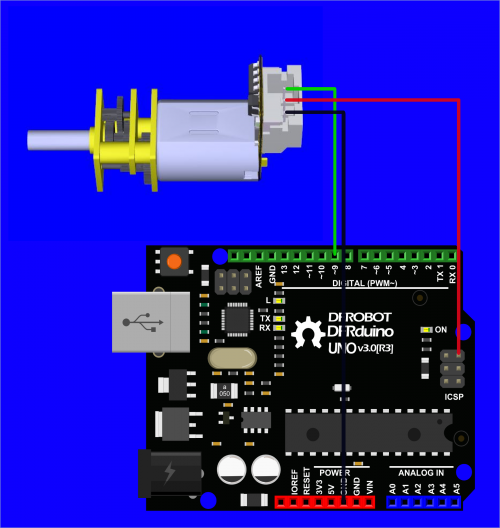 AREF
GND
13
12
~11
~10
~9
8
7
~6
~5
4
~3
2
TX 1
RX 0
DIGITAL (PWM~)
L
TX
RX
DFROBOT
DFRduino
UNO v3.0[R3]
ON
ICSP
a
050
IOREF
RESET
3V3
5V
GND
VIN
POWER
ANALOG IN
A0
A1
A2
A3
A4
A5